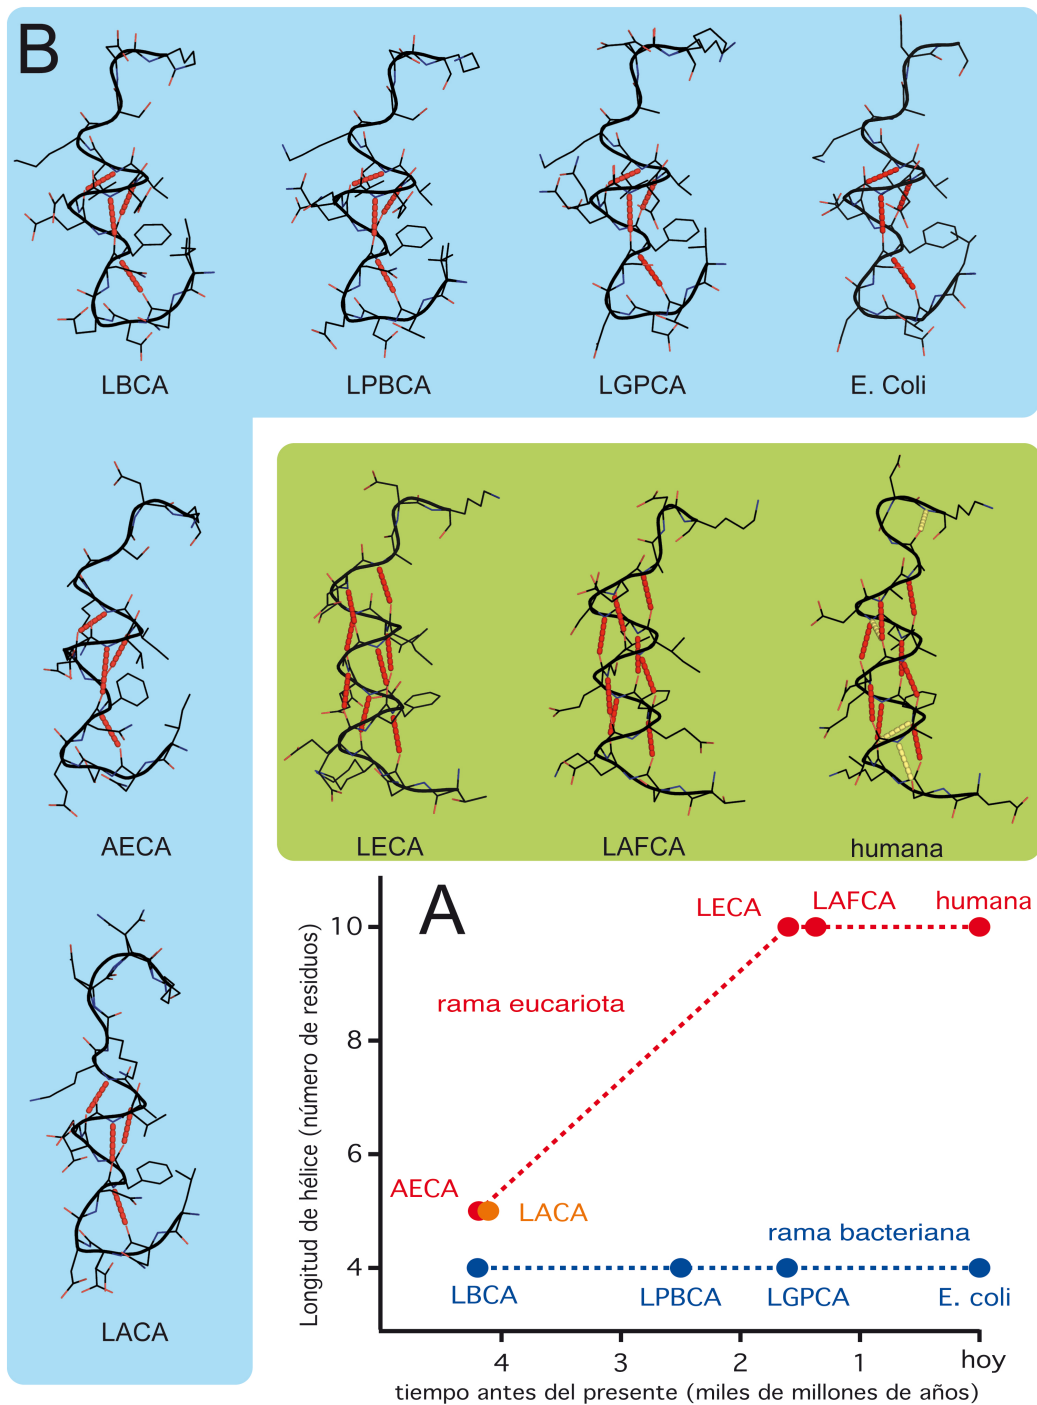 B
LBCA
LPBCA
LGPCA
E. Coli
AECA
LECA
LAFCA
humana
LACA
A
Longitud de hélice (número de residuos)
10
8
6
4
LECA
LAFCA
humana
rama eucariota
AECA
LACA
rama bacteriana
LBCA
LPBCA
LGPCA
E. coli
4
3
2
1
hoy
tiempo antes del presente (miles de millones de años)